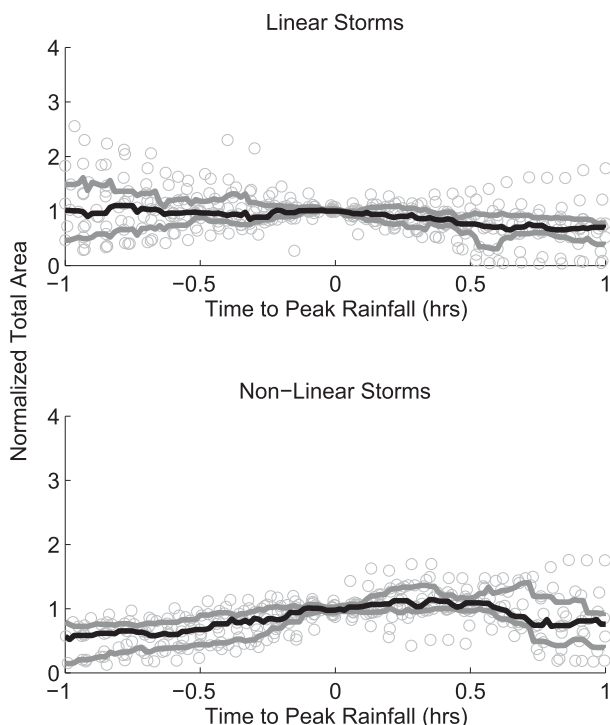 Linear Storms
4
3
2
1
0
−1 −0.5 0 0.5 1
Time to Peak Rainfall (hrs)
Normalized Total Area
Non−Linear Storms
4
3
2
1
0
−1 −0.5 0 0.5 1
Time to Peak Rainfall (hrs)